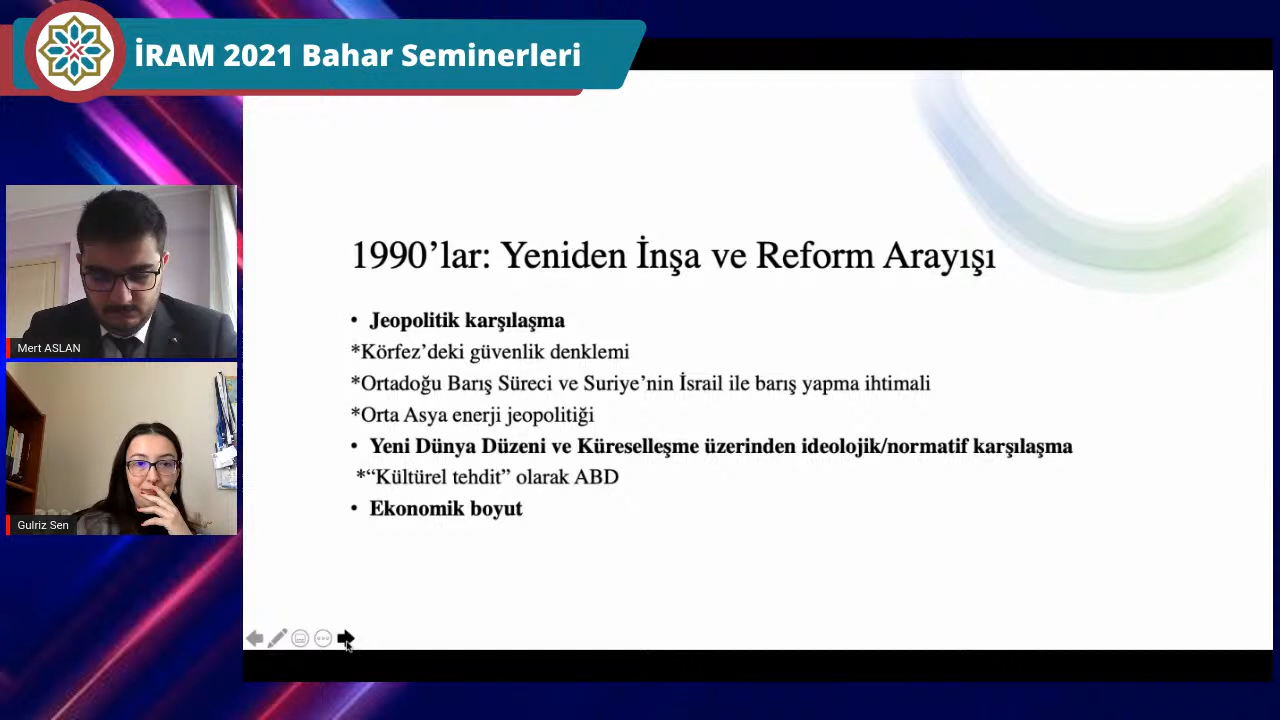 İRAM 2021 Bahar Seminerleri
Mert ASLAN
Gulriz Sen
1990’lar: Yeniden İnşa ve Reform Arayışı
• Jeopolitik karşılaşma
*Körfez’deki güvenlik denklemi
*Ortadoğu Barış Süreci ve Suriye’nin İsrail ile barış yapma ihtimali
*Orta Asya enerji jeopolitiği
• Yeni Dünya Düzeni ve Küreselleşme üzerinden ideolojik/normatif karşılaşma
*“Kültürel tehdit” olarak ABD
• Ekonomik boyut